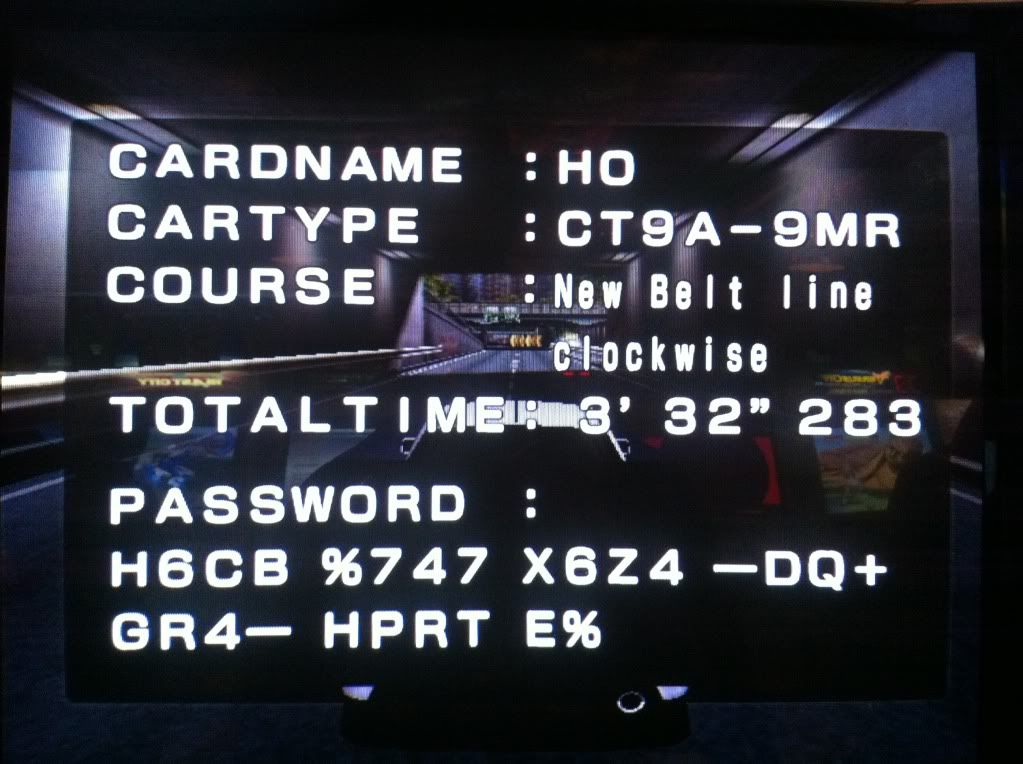 CARDNAME : HO
CARTYPE : CT9A-9MR
COURSE : New Belt line
clockwise
TOTALTIME: 3' 32" 283
PASSWORD :
H6CB %747 X6Z4 -DQ+
GR4- HPRT E%